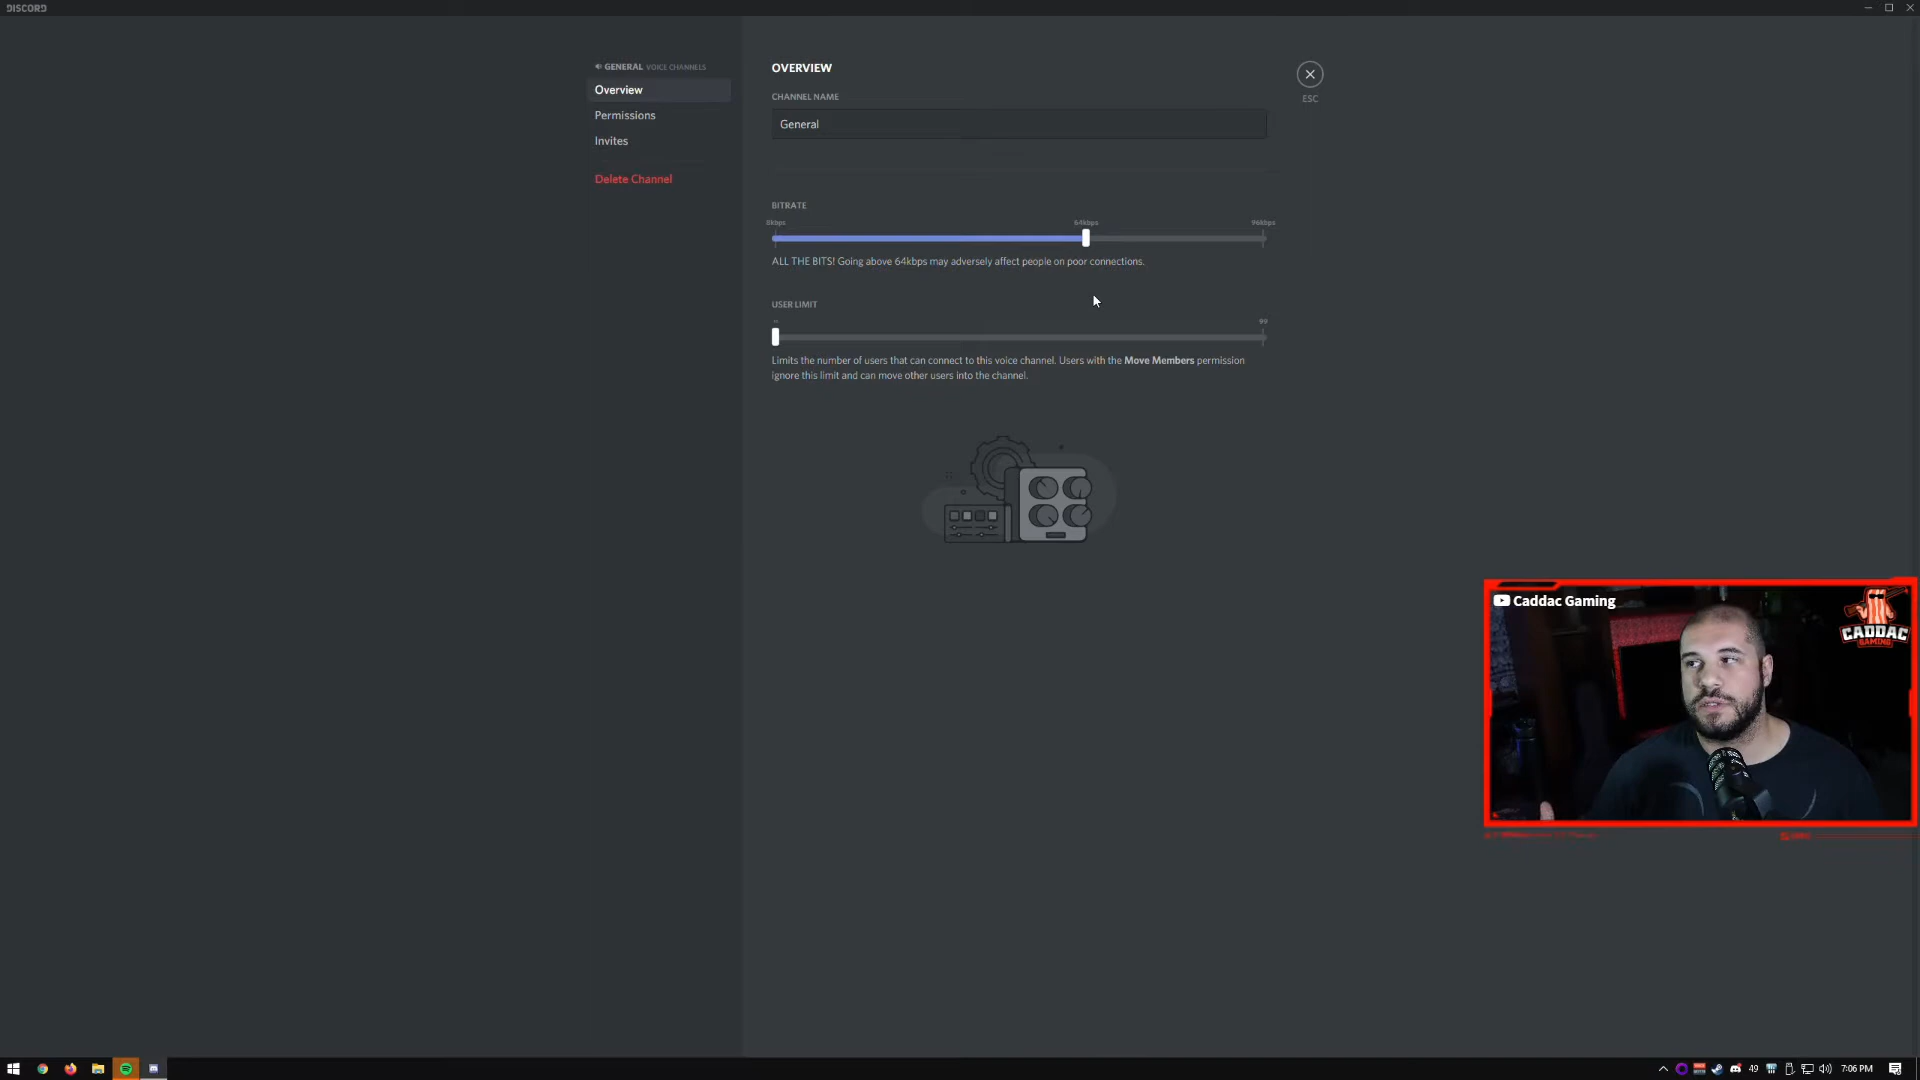 DISCORD
GENERAL VOICE CHANNELS
Overview
Permissions
Invites
Delete Channel
OVERVIEW
ESC
CHANNEL NAME
General
BITRATE
8kbps 64kbps 96kbps
ALL THE BITS! Going above 64kbps may adversely affect people on poor connections.
USER LIMIT
99
Limits the number of users that can connect to this voice channel. Users with the Move Members permission
ignore this limit and can move other users into the channel.
Caddac Gaming
CADDAC
GAMING
49
7:06 PM